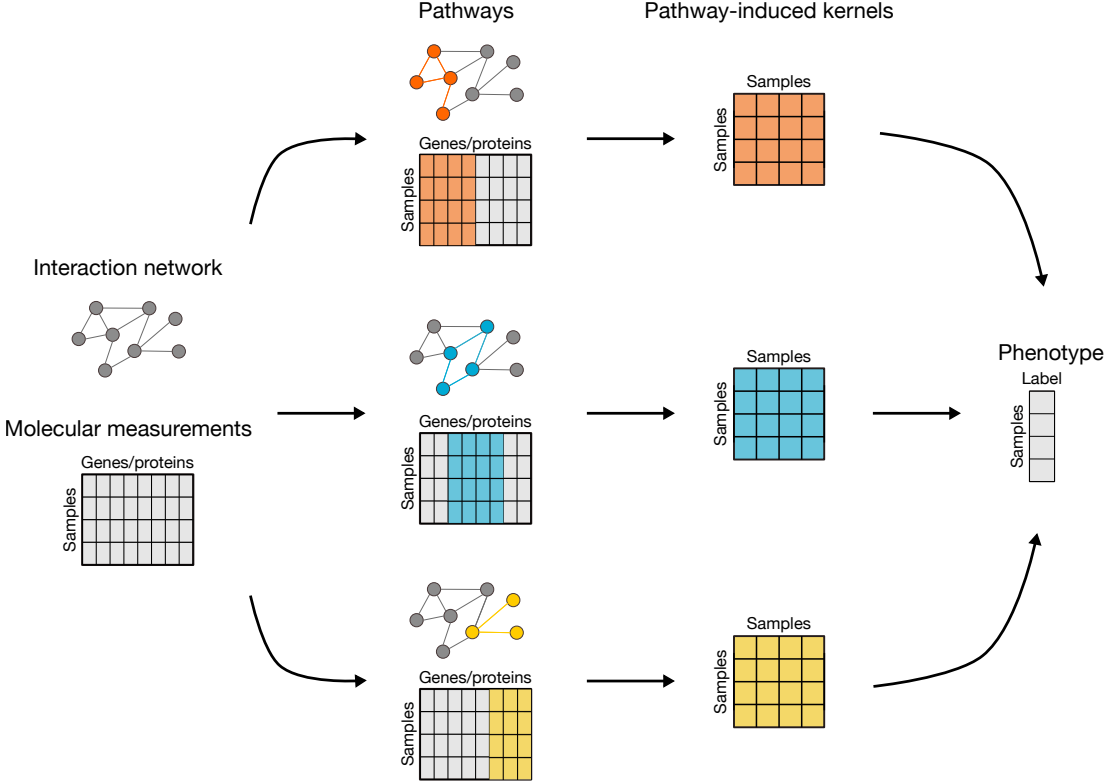 Pathways
Pathway-induced kernels
Genes/proteins
Samples
Samples
Samples
Interaction network
Molecular measurements
Genes/proteins
Samples
Genes/proteins
Samples
Samples
Samples
Phenotype
Label
Samples
Genes/proteins
Samples
Samples
Samples